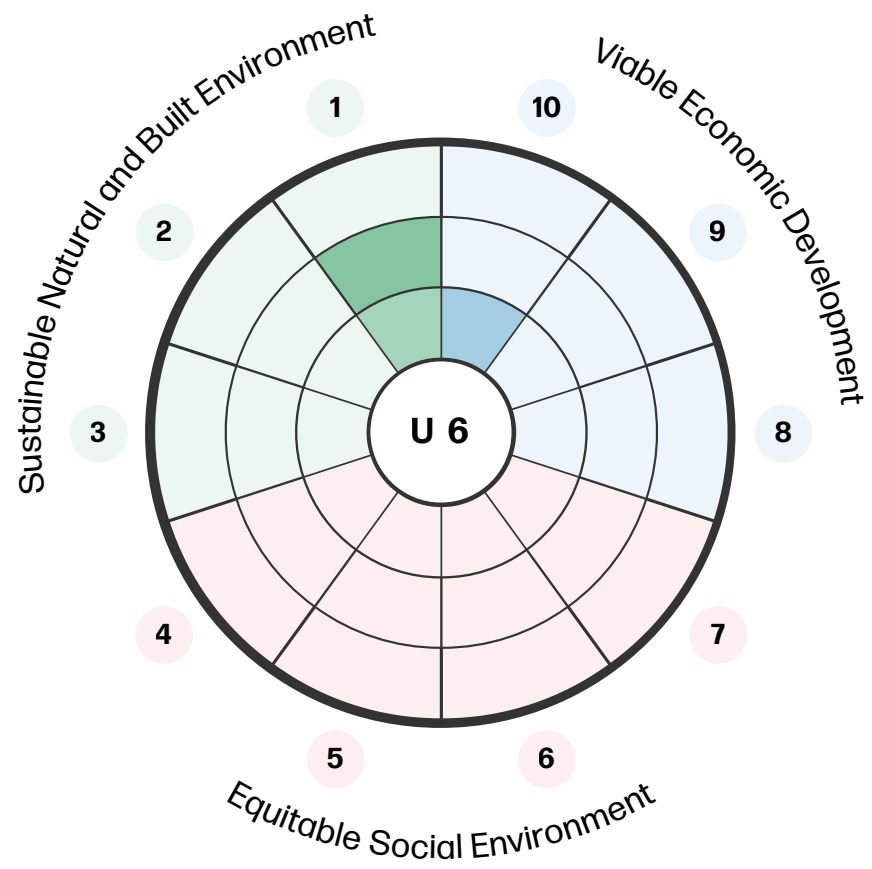 Sustainable Natural and Built Environment
Viable Economic Development
1
10
2
9
U 6
3
8
4
7
5
6
Equitable Social Environment